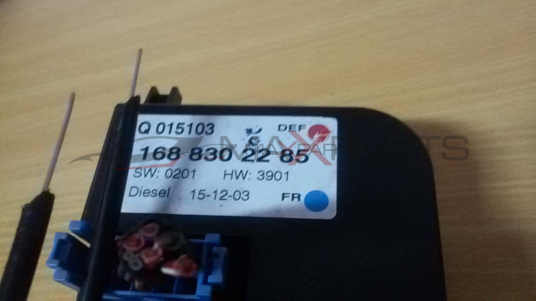 Q 015103 DEF
168 830 22 85
SW: 0201 HW: 3901
Diesel 15-12-03 FR